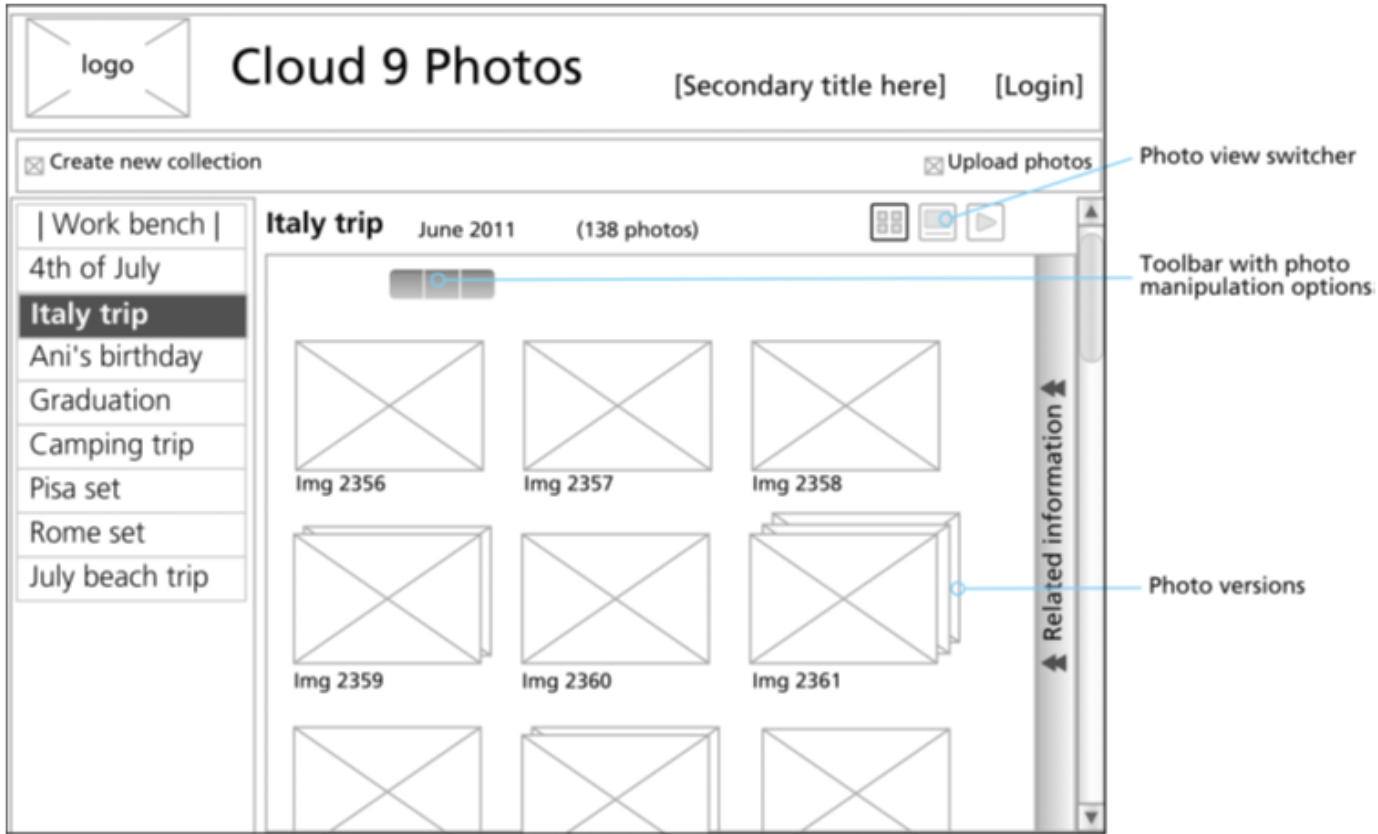 logo
Cloud 9 Photos
[Secondary title here]
[Login]
Create new collection
Upload photos
Photo view switcher
| Work bench |
4th of July
Italy trip
Ani's birthday
Graduation
Camping trip
Pisa set
Rome set
July beach trip
Italy trip June 2011 (138 photos)
Toolbar with photo
manipulation options
Img 2356
Img 2357
Img 2358
Img 2359
Img 2360
Img 2361
Related information
Photo versions